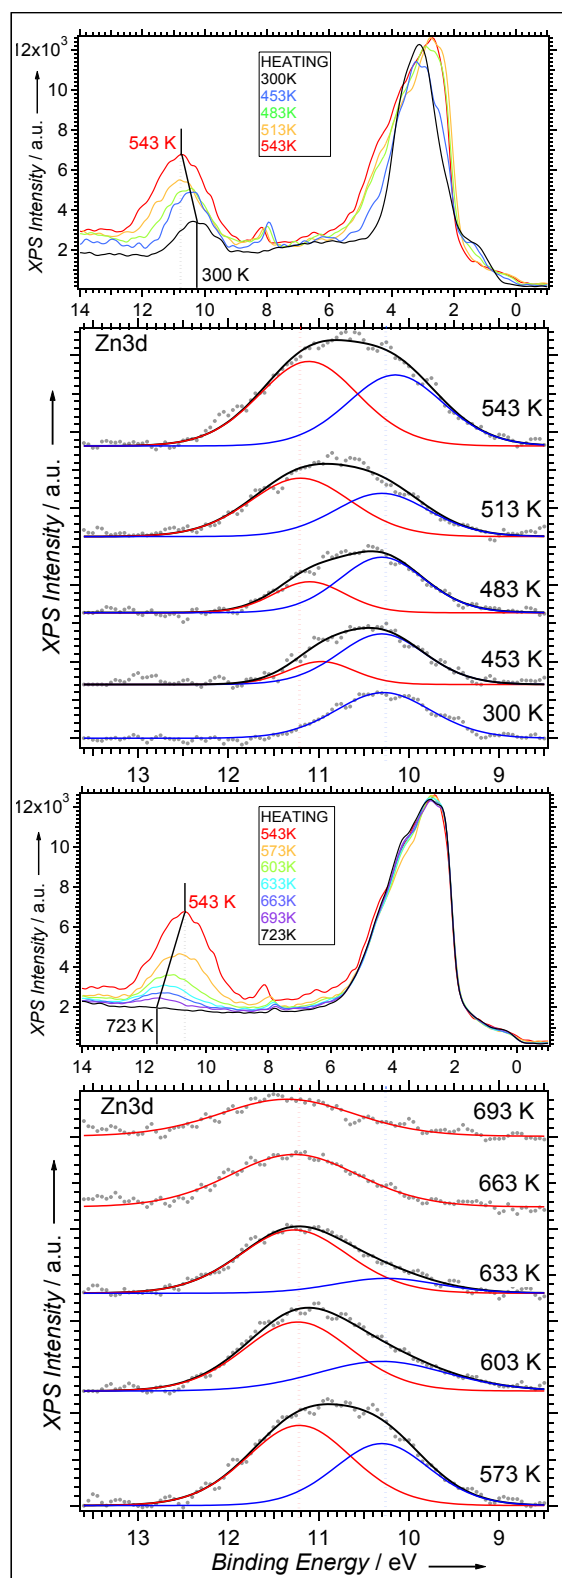 12x10³
10
8
6
4
2
XPS Intensity / a.u.
HEATING
300K
453K
483K
513K
543K
543 K
300 K
14 12 10 8 6 4 2 0
Zn3d
XPS Intensity / a.u.
543 K
513 K
483 K
453 K
300 K
13 12 11 10 9
12x10³
10
8
6
4
2
XPS Intensity / a.u.
HEATING
543K
573K
603K
633K
663K
693K
723K
543 K
723 K
14 12 10 8 6 4 2 0
Zn3d
XPS Intensity / a.u.
693 K
663 K
633 K
603 K
573 K
13 12 11 10 9
Binding Energy / eV